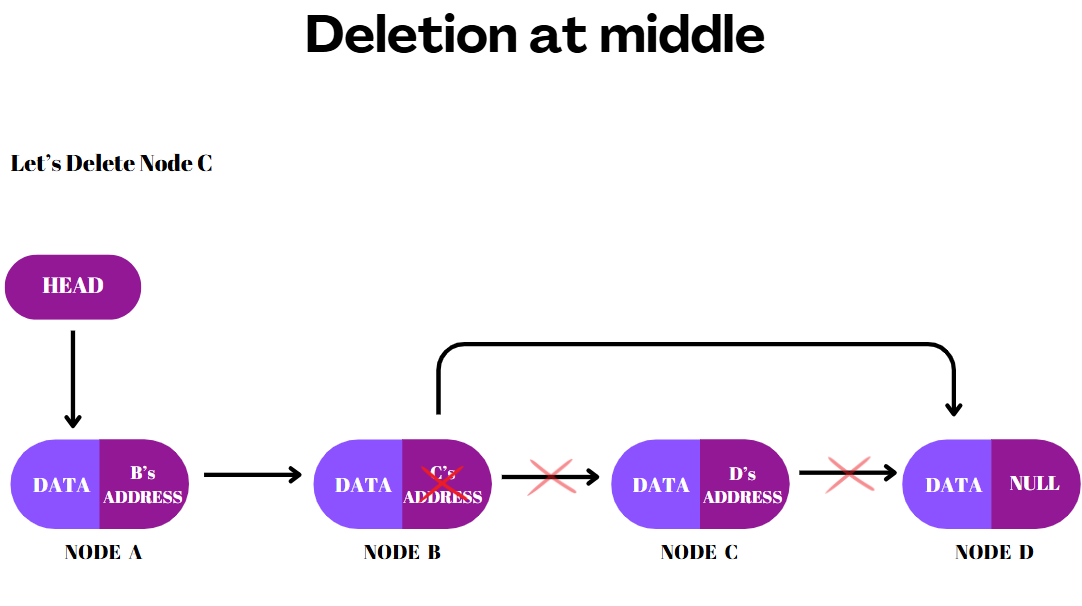 Deletion at middle
Let’s Delete Node C
HEAD
DATA
B’s
ADDRESS
DATA
C’s
ADDRESS
DATA
D’s
ADDRESS
DATA
NULL
NODE A
NODE B
NODE C
NODE D